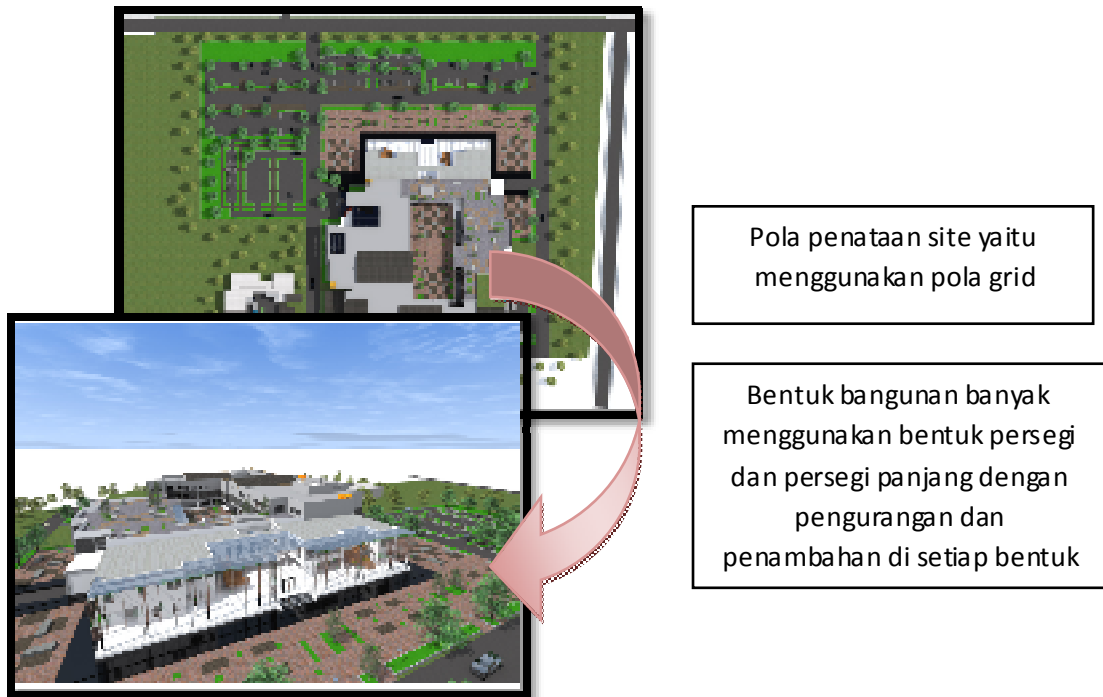 Pola penataan site yaitu
menggunakan pola grid
Bentuk bangunan banyak
menggunakan bentuk persegi
dan persegi panjang dengan
pengurangan dan
penambahan di setiap bentuk